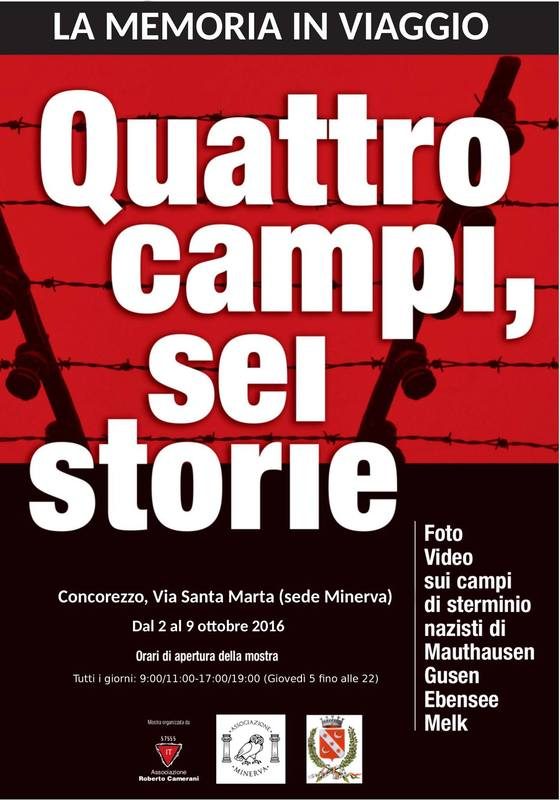 LA MEMORIA IN VIAGGIO
Quattro
campi,
sei
storie
Foto
Video
sui campi
di sterminio
nazisti di
Mauthausen
Gusen
Ebensee
Melk
Concorezzo, Via Santa Marta (sede Minerva)
Dal 2 al 9 ottobre 2016
Orari di apertura della mostra
Tutti i giorni: 9:00/11:00-17:00/19:00 (Giovedì 5 fino alle 22)
Mostra organizzata da
57555
IT
Associazione
Roberto Camerani
ASSOCIAZIONE
MINERVA